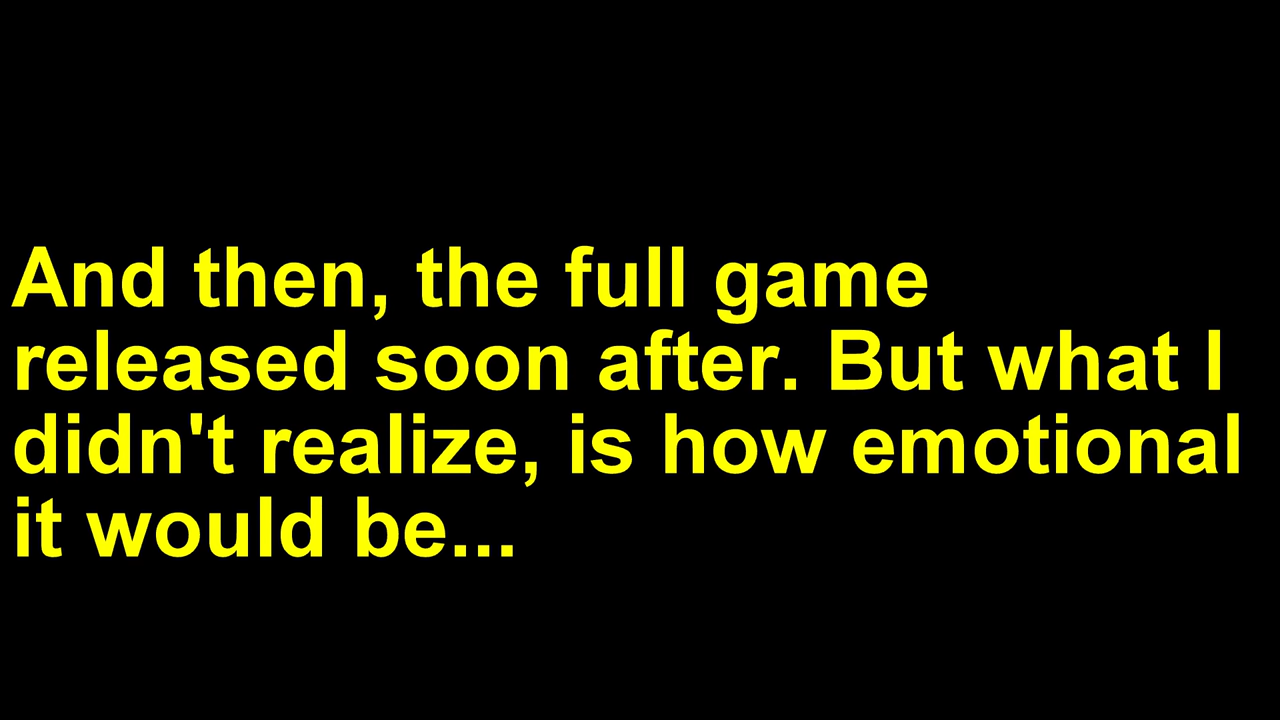 And then, the full game
released soon after. But what I
didn't realize, is how emotional
it would be...